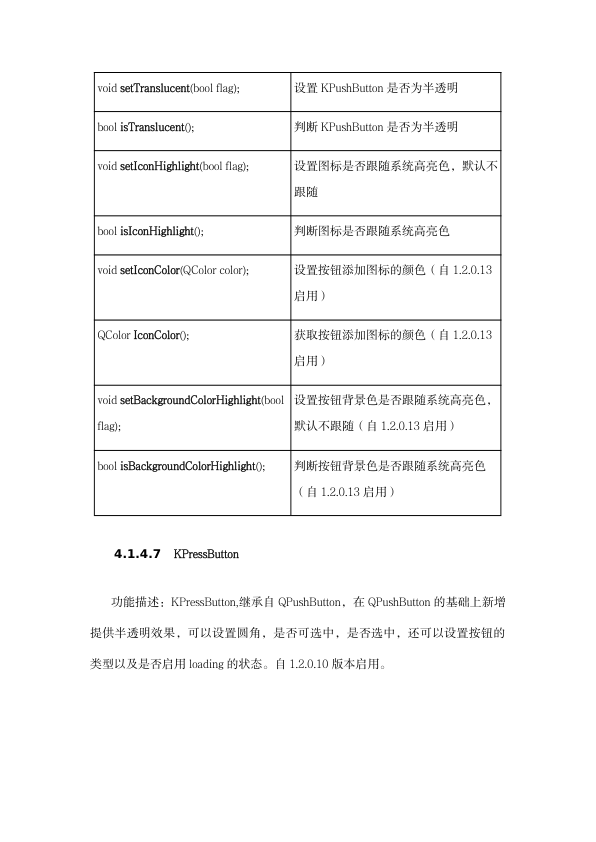 void setTranslucent(bool flag);
设置 KPushButton 是否为半透明
bool isTranslucent();
判断 KPushButton 是否为半透明
void setIconHighlight(bool flag);
设置图标是否跟随系统高亮色，默认不
跟随
bool isIconHighlight();
判断图标是否跟随系统高亮色
void setIconColor(QColor color);
设置按钮添加图标的颜色（自 1.2.0.13
启用）
QColor IconColor();
获取按钮添加图标的颜色（自 1.2.0.13
启用）
void setBackgroundColorHighlight(bool
flag);
设置按钮背景色是否跟随系统高亮色，
默认不跟随（自 1.2.0.13 启用）
bool isBackgroundColorHighlight();
判断按钮背景色是否跟随系统高亮色
（自 1.2.0.13 启用）
4.1.4.7 KPressButton
功能描述：KPressButton,继承自 QPushButton，在 QPushButton 的基础上新增
提供半透明效果，可以设置圆角，是否可选中，是否选中，还可以设置按钮的
类型以及是否启用 loading 的状态。自 1.2.0.10 版本启用。